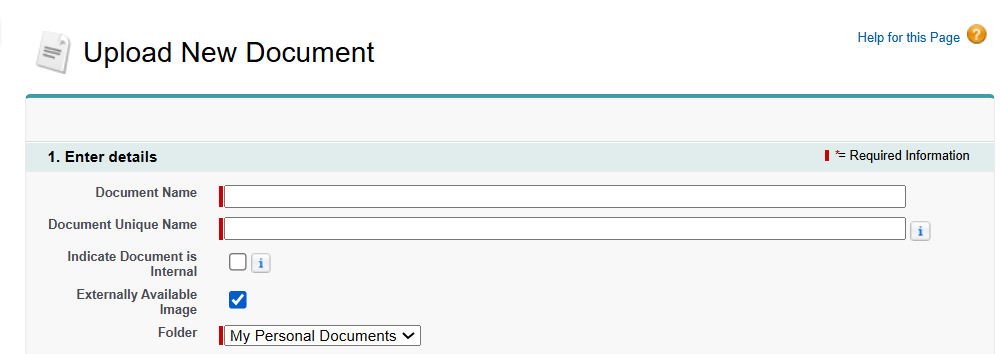 Help for this Page ?
Upload New Document
1. Enter details
*= Required Information
Document Name
Document Unique Name
i
Indicate Document is
Internal
i
Externally Available
Image
Folder
My Personal Documents